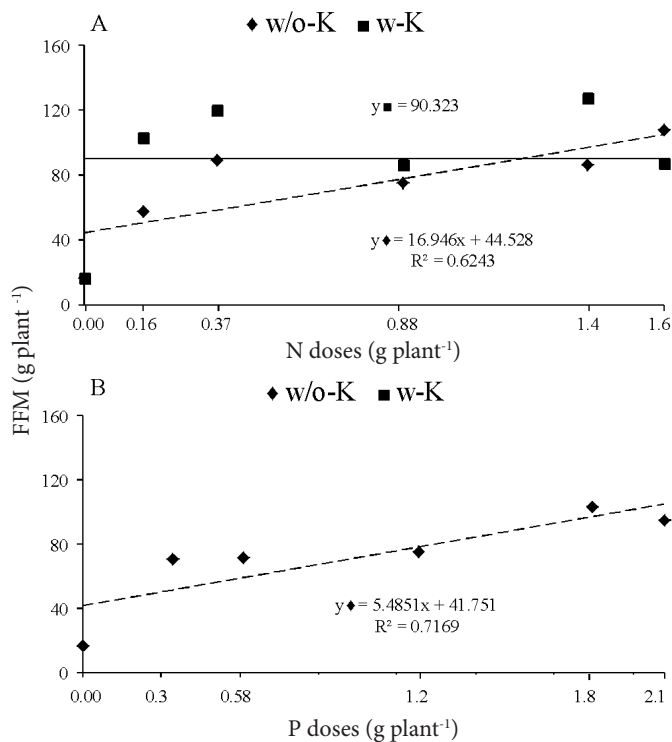 A
◆ w/o-K ■ w-K
160
120
80
40
0
y■ = 90.323
y◆ = 16.946x + 44.528
R² = 0.6243
0.00 0.16 0.37 0.88 1.4 1.6
N doses (g plant⁻¹)
FFM (g plant⁻¹)
B
◆ w/o-K ■ w-K
160
120
80
40
0
y◆ = 5.4851x + 41.751
R² = 0.7169
0.00 0.3 0.58 1.2 1.8 2.1
P doses (g plant⁻¹)